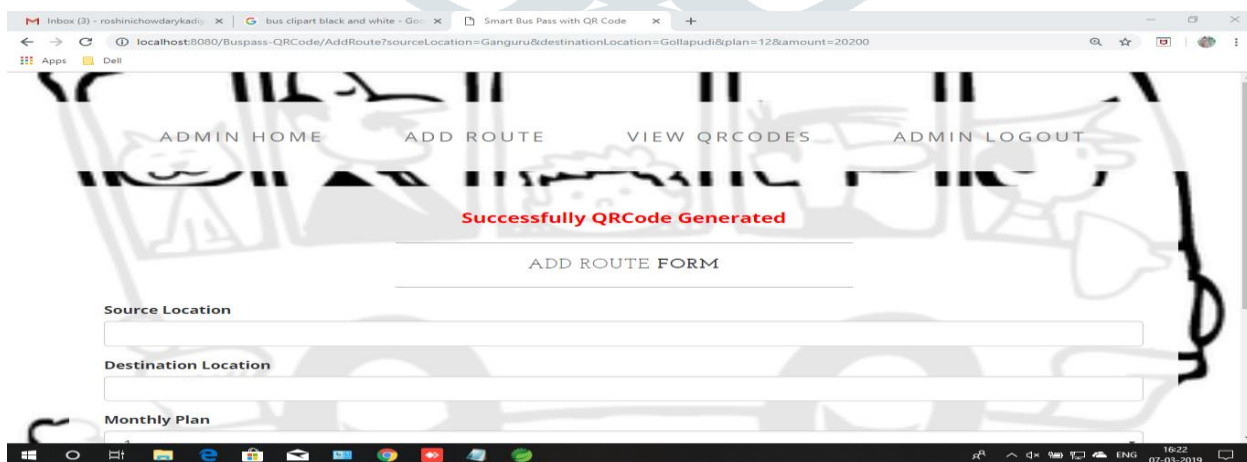 Inbox (3) - roshinichowdarykadiy
bus clipart black and white - Goo
Smart Bus Pass with QR Code
localhost:8080/Buspass-QRCode/AddRoute?sourceLocation=Ganguru&destinationLocation=Gollapudi&plan=12&amount=20200
Apps Dell
ADMIN HOME ADD ROUTE VIEW QRCODES ADMIN LOGOUT
Successfully QRCode Generated
ADD ROUTE FORM
Source Location
Destination Location
Monthly Plan
ENG
16:22
07-03-2019